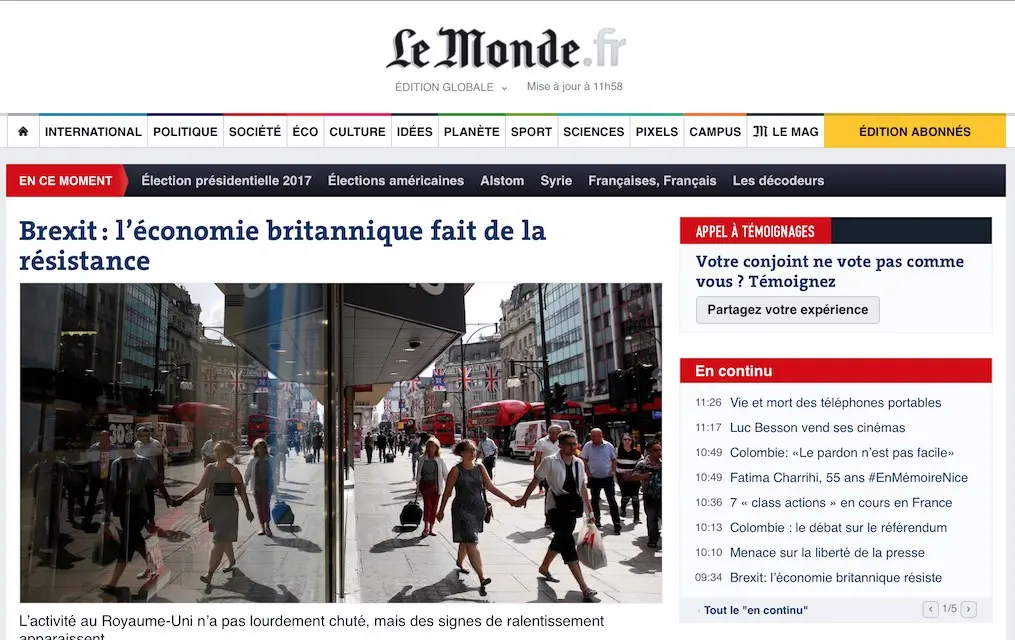 Le Monde.fr
ÉDITION GLOBALE
Mise à jour à 11h58
INTERNATIONAL POLITIQUE SOCIÉTÉ ÉCO CULTURE IDÉES PLANÈTE SPORT SCIENCES PIXELS CAMPUS M LE MAG ÉDITION ABONNÉS
EN CE MOMENT Élection présidentielle 2017 Élections américaines Alstom Syrie Françaises, Français Les décodeurs
Brexit : l’économie britannique fait de la
résistance
30%
L’activité au Royaume-Uni n’a pas lourdement chuté, mais des signes de ralentissement
apparaissent
APPEL À TÉMOIGNAGES
Votre conjoint ne vote pas comme
vous ? Témoignez
Partagez votre expérience
En continu
11:26 Vie et mort des téléphones portables
11:17 Luc Besson vend ses cinémas
10:49 Colombie: «Le pardon n’est pas facile»
10:49 Fatima Charrihi, 55 ans #EnMémoireNice
10:36 7 « class actions » en cours en France
10:13 Colombie : le débat sur le référendum
10:10 Menace sur la liberté de la presse
09:34 Brexit: l’économie britannique résiste
Tout le "en continu"
1/5